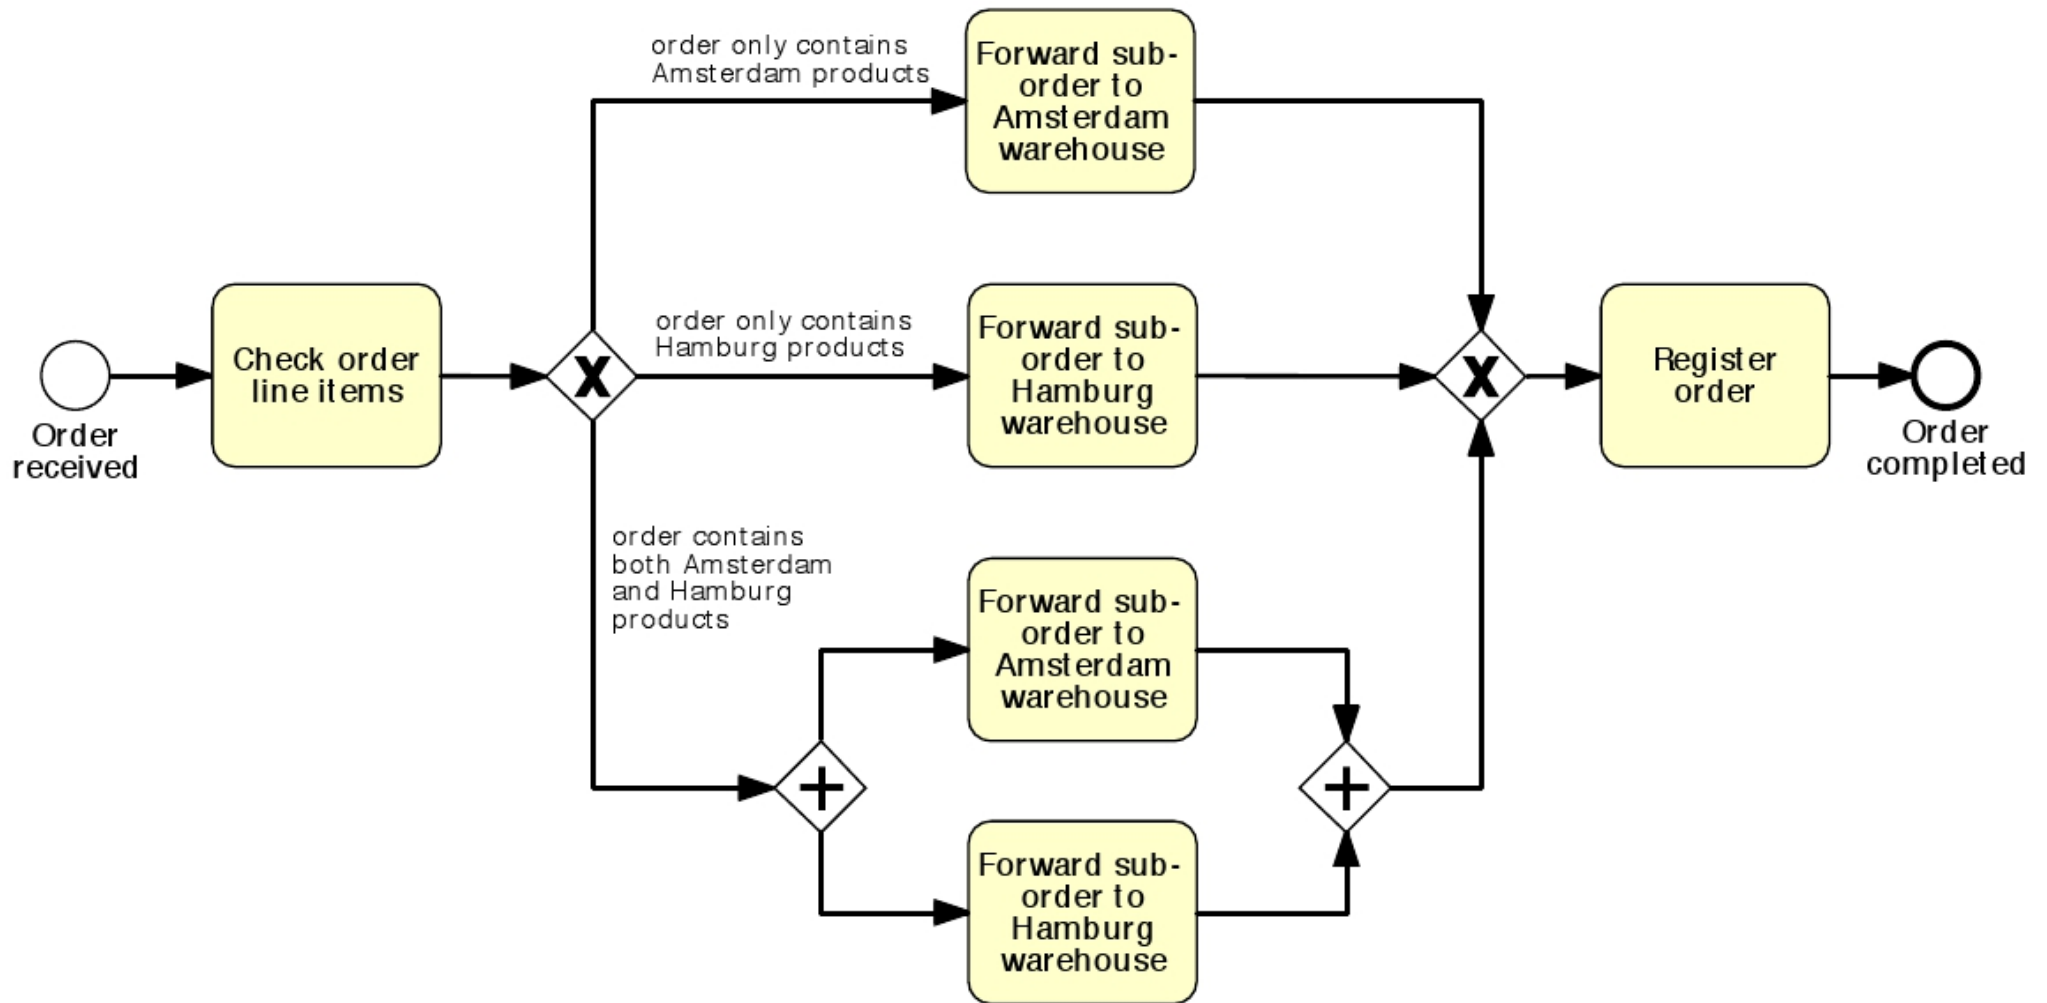 order only contains
Amsterdam products
Forward sub-
order to
Amsterdam
warehouse
Order
received
Check order
line items
X
order only contains
Hamburg products
Forward sub-
order to
Hamburg
warehouse
X
Register
order
Order
completed
order contains
both Amsterdam
and Hamburg
products
Forward sub-
order to
Amsterdam
warehouse
+
+
Forward sub-
order to
Hamburg
warehouse